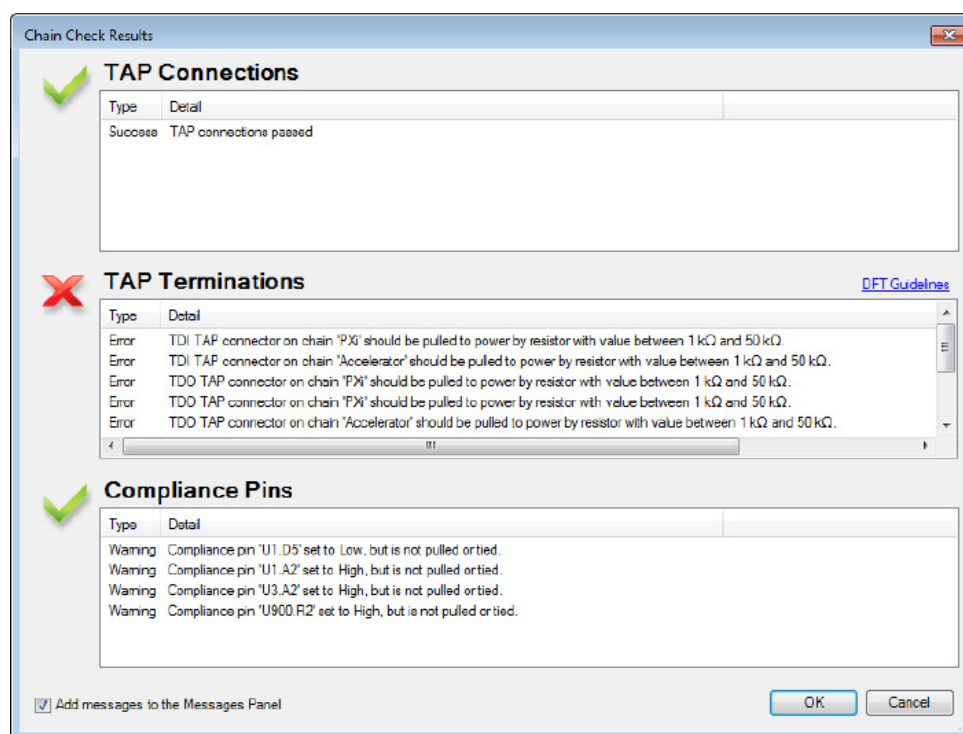 Chain Check Results
TAP Connections
Type Detail
Success TAP connections passed
TAP Terminations
DFT Guidelines
Type Detail
Error TDI TAP connector on chain 'PXi' should be pulled to power by resistor with value between 1 kΩ and 50 kΩ.
Error TDI TAP connector on chain 'Accelerator' should be pulled to power by resistor with value between 1 kΩ and 50 kΩ.
Error TDO TAP connector on chain 'PXi' should be pulled to power by resistor with value between 1 kΩ and 50 kΩ.
Error TDO TAP connector on chain 'PXi' should be pulled to power by resistor with value between 1 kΩ and 50 kΩ.
Error TDO TAP connector on chain 'Accelerator' should be pulled to power by resistor with value between 1 kΩ and 50 kΩ.
Compliance Pins
Type Detail
Warning Compliance pin 'U1.D5' set to Low, but is not pulled or tied.
Warning Compliance pin 'U1.A2' set to High, but is not pulled or tied.
Warning Compliance pin 'U3.A2' set to High, but is not pulled or tied.
Warning Compliance pin 'U900.R2' set to High, but is not pulled or tied.
Add messages to the Messages Panel
OK Cancel